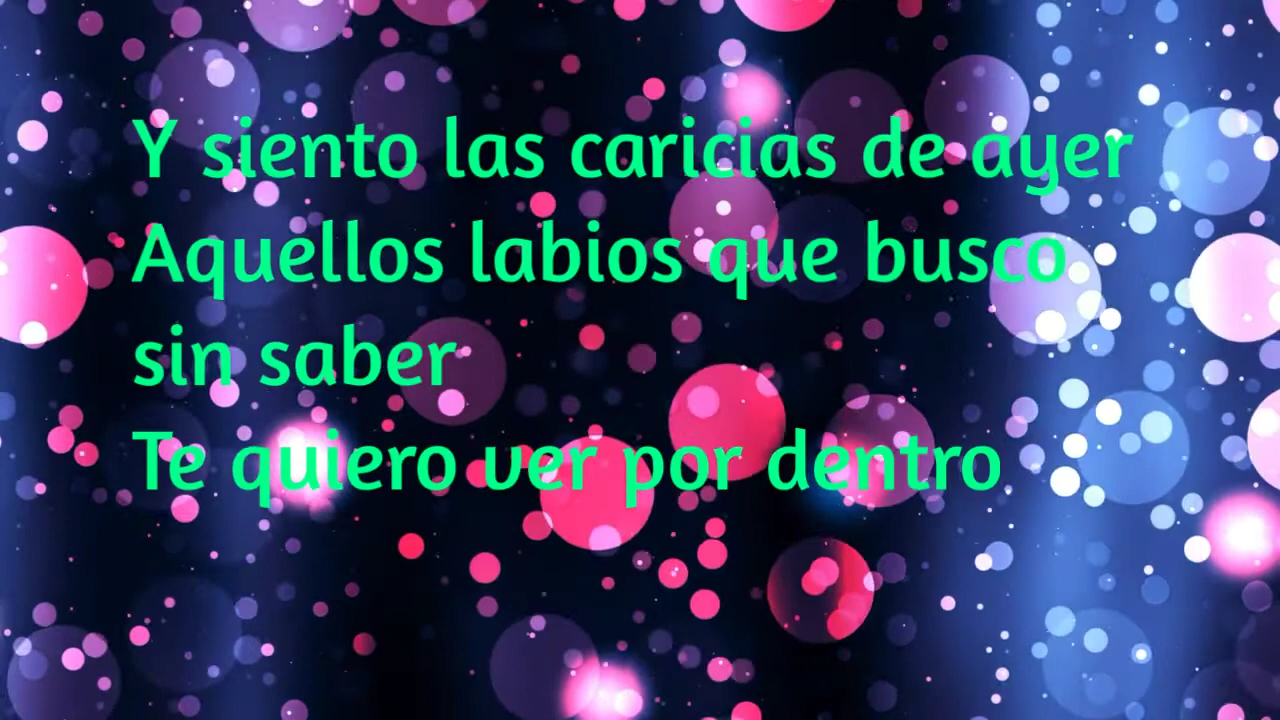 Y siento las caricias de ayer
Aquellos labios que busco
sin saber
Te quiero ver por dentro